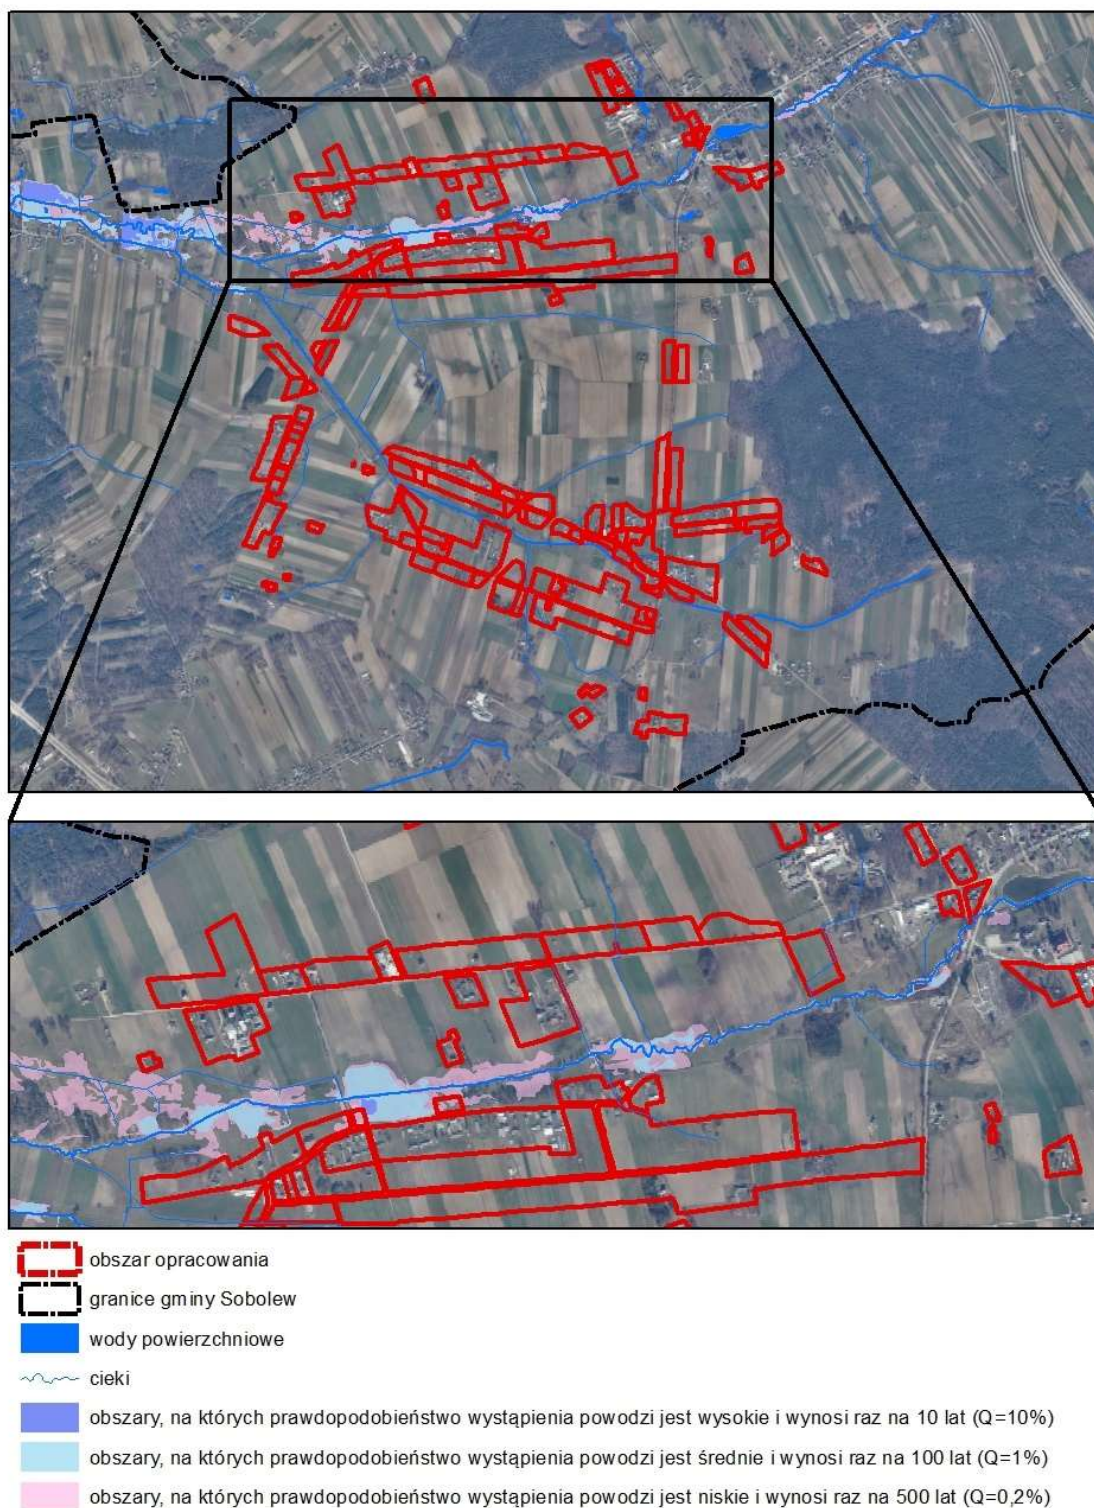 obszar opracowania
granice gminy Sobolew
wody powierzchniowe
cieki
obszary, na których prawdopodobieństwo wystąpienia powodzi jest wysokie i wynosi raz na 10 lat (Q=10%)
obszary, na których prawdopodobieństwo wystąpienia powodzi jest średnie i wynosi raz na 100 lat (Q=1%)
obszary, na których prawdopodobieństwo wystąpienia powodzi jest niskie i wynosi raz na 500 lat (Q=0,2%)